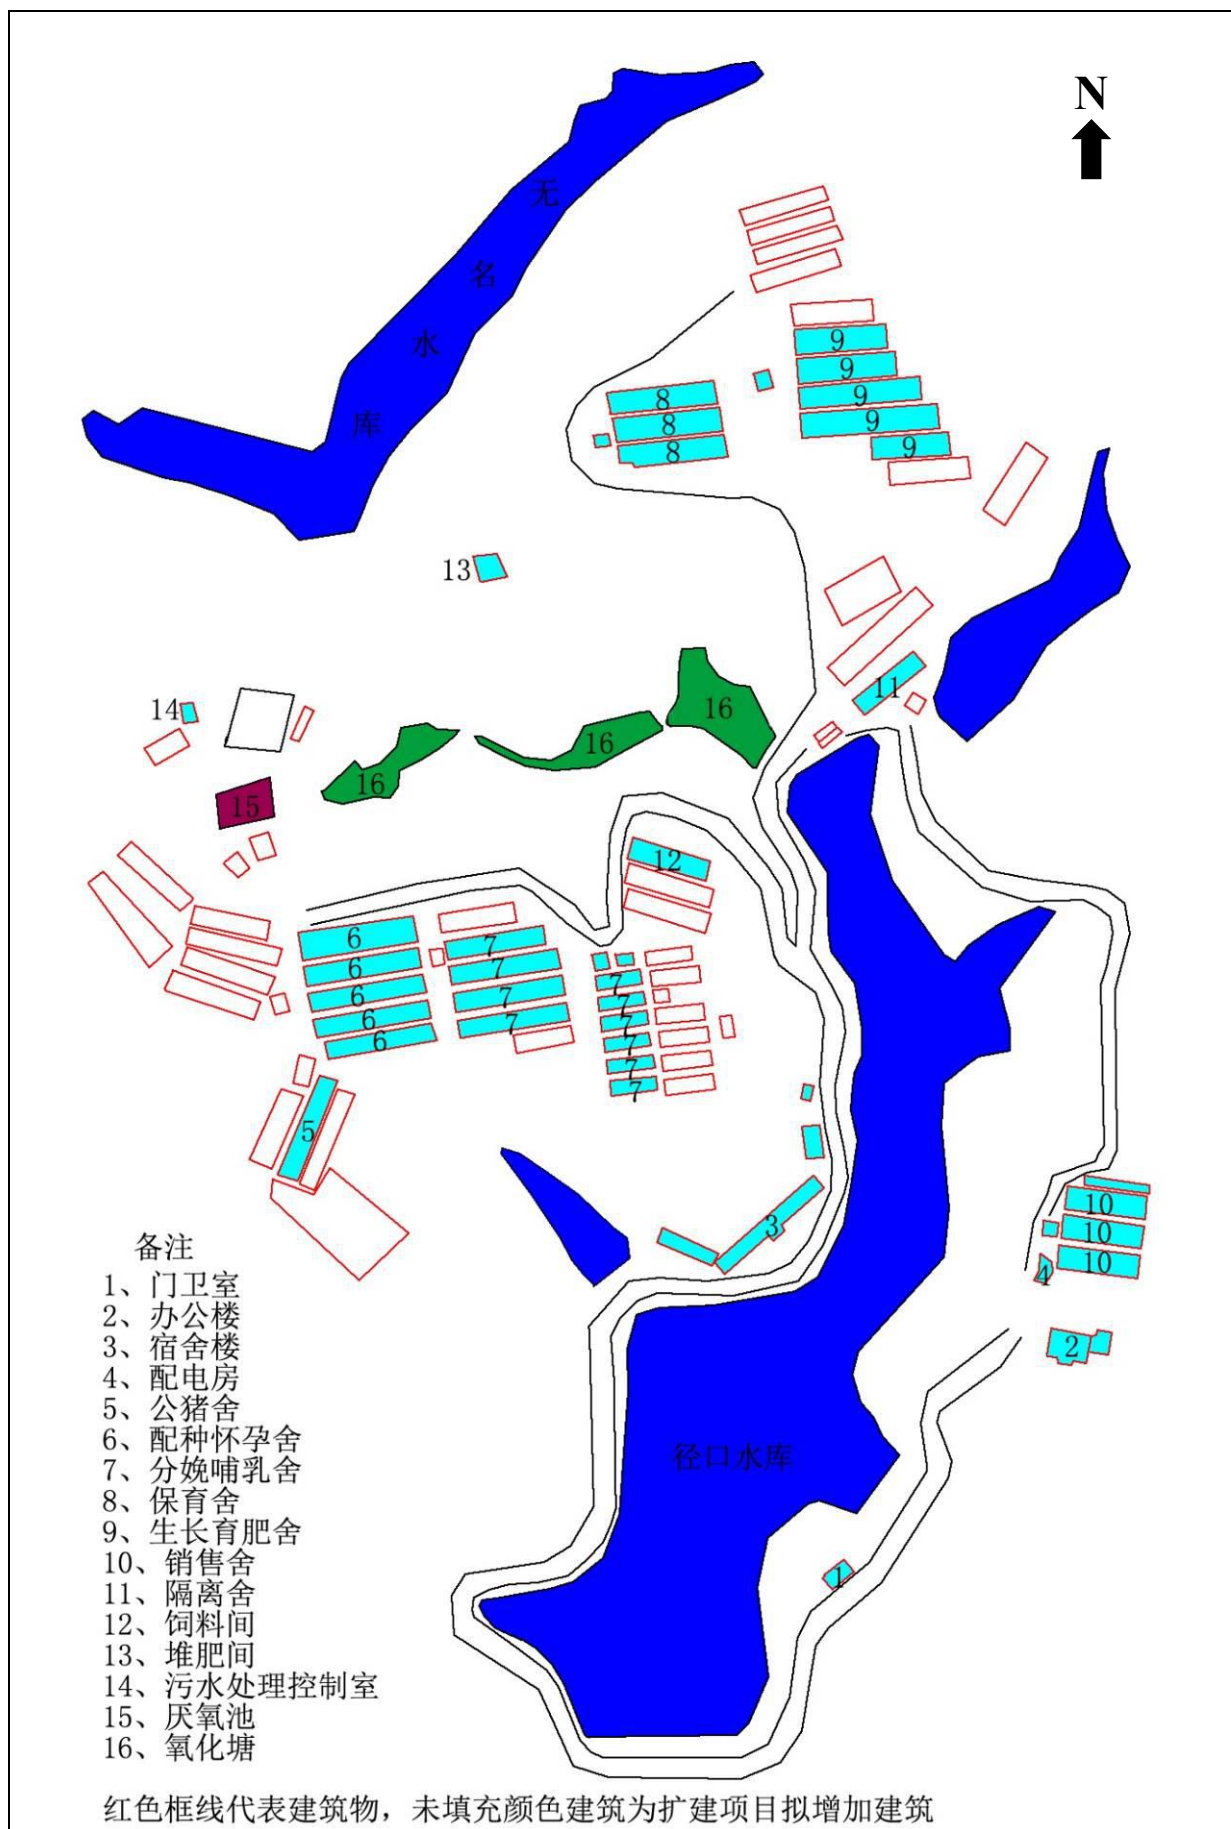 N
无
名
水
库
9
9
8
9
8
9
8
9
13
11
14
16
16
16
15
12
6
7
6
7
6
7
7
6
7
7
6
7
7
7
7
5
10
3
10
10
4
2
备注
1、门卫室
2、办公楼
3、宿舍楼
4、配电房
5、公猪舍
6、配种怀孕舍
7、分娩哺乳舍
8、保育舍
9、生长育肥舍
10、销售舍
11、隔离舍
12、饲料间
13、堆肥间
14、污水处理控制室
15、厌氧池
16、氧化塘
径口水库
1
红色框线代表建筑物，未填充颜色建筑为扩建项目拟增加建筑